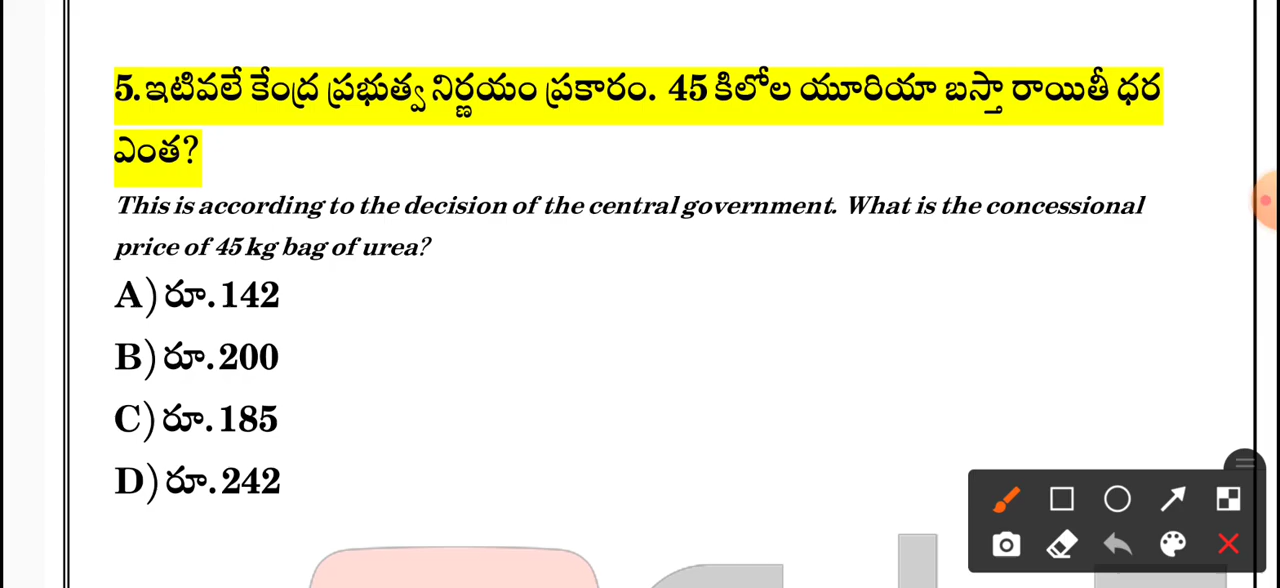 5.ఇటివలే కేంద్ర ప్రభుత్వ నిర్ణయం ప్రకారం. 45 కిలోల యూరియా బస్తా రాయితీ ధర
ఎంత?
This is according to the decision of the central government. What is the concessional
price of 45 kg bag of urea?
A) రూ.142
B) రూ.200
C) రూ.185
D) రూ.242